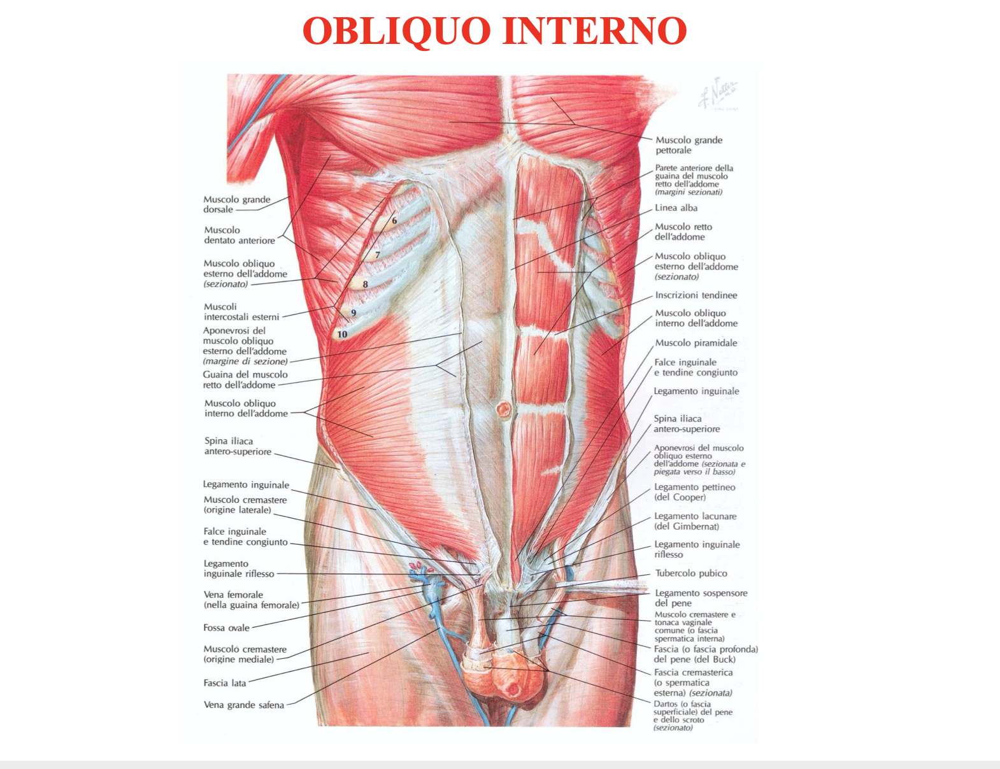 OBLIQUO INTERNO
F. Netter
M.D.
Muscolo grande
dorsale
Muscolo
dentato anteriore
Muscolo obliquo
esterno dell'addome
(sezionato)
Muscoli
intercostali esterni
Aponevrosi del
muscolo obliquo
esterno dell'addome
(margine di sezione)
Guaina del muscolo
retto dell'addome
Muscolo obliquo
interno dell'addome
Spina iliaca
antero-superiore
Legamento inguinale
Muscolo cremastere
(origine laterale)
Falce inguinale
e tendine congiunto
Legamento
inguinale riflesso
Vena femorale
(nella guaina femorale)
Fossa ovale
Muscolo cremastere
(origine mediale)
Fascia lata
Vena grande safena
6
7
8
9
10
Muscolo grande
pettorale
Parete anteriore della
guaina del muscolo
retto dell'addome
(margini sezionati)
Linea alba
Muscolo retto
dell'addome
Muscolo obliquo
esterno dell'addome
(sezionato)
Inscrizioni tendinee
Muscolo obliquo
interno dell'addome
Muscolo piramidale
Falce inguinale
e tendine congiunto
Legamento inguinale
Spina iliaca
antero-superiore
Aponevrosi del muscolo
obliquo esterno
dell'addome (sezionata e
piegata verso il basso)
Legamento pettineo
(del Cooper)
Legamento lacunare
(del Gimbernat)
Legamento inguinale
riflesso
Tubercolo pubico
Legamento sospensore
del pene
Muscolo cremastere e
tonaca vaginale
comune (o fascia
spermatica interna)
Fascia (o fascia profonda)
del pene (del Buck)
Fascia cremasterica
(o spermatica
esterna) (sezionata)
Dartos (o fascia
superficiale) del pene
e dello scroto
(sezionato)